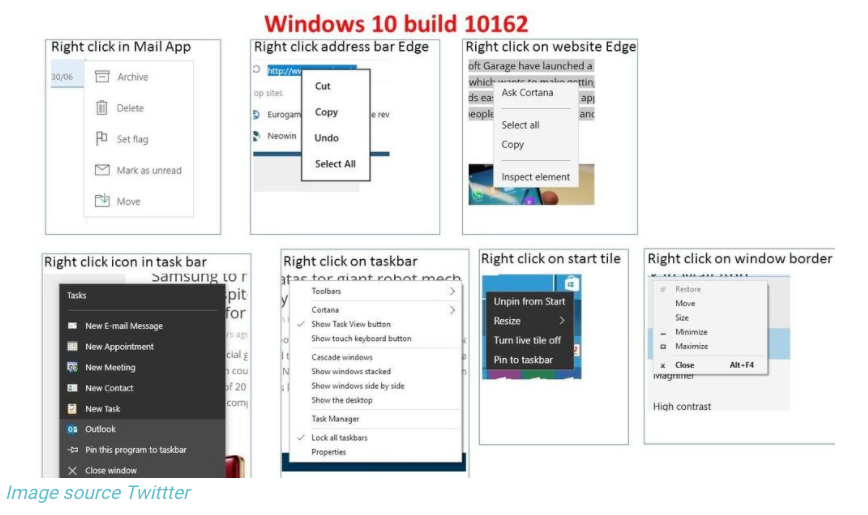 Windows 10 build 10162
Right click in Mail App
30/06
Archive
Delete
Set flag
Mark as unread
Move
Right click address bar Edge
http://w
op sites
Eurogam
e rev
Neowin
Cut
Copy
Undo
Select All
Right click on website Edge
oft Garage have launched a
which wants to make getting
ds eas
app
people
and
Ask Cortana
Select all
Copy
Inspect element
Right click icon in task bar
Samsung to r
spit
for
rs ago
cial g
n cou
of 20
comp
Tasks
New E-mail Message
New Appointment
New Meeting
New Contact
New Task
Outlook
Pin this program to taskbar
Close window
Right click on taskbar
atas for giant robot mech
Toolbars
Cortana
Show Task View button
Show touch keyboard button
Cascade windows
Show windows stacked
Show windows side by side
Show the desktop
Task Manager
Lock all taskbars
Properties
Right click on start tile
Unpin from Start
Resize
Turn live tile off
Pin to taskbar
Right click on window border
Restore
Move
Size
Minimize
Maximize
Close Alt+F4
Magnifier
High contrast
Image source Twittter